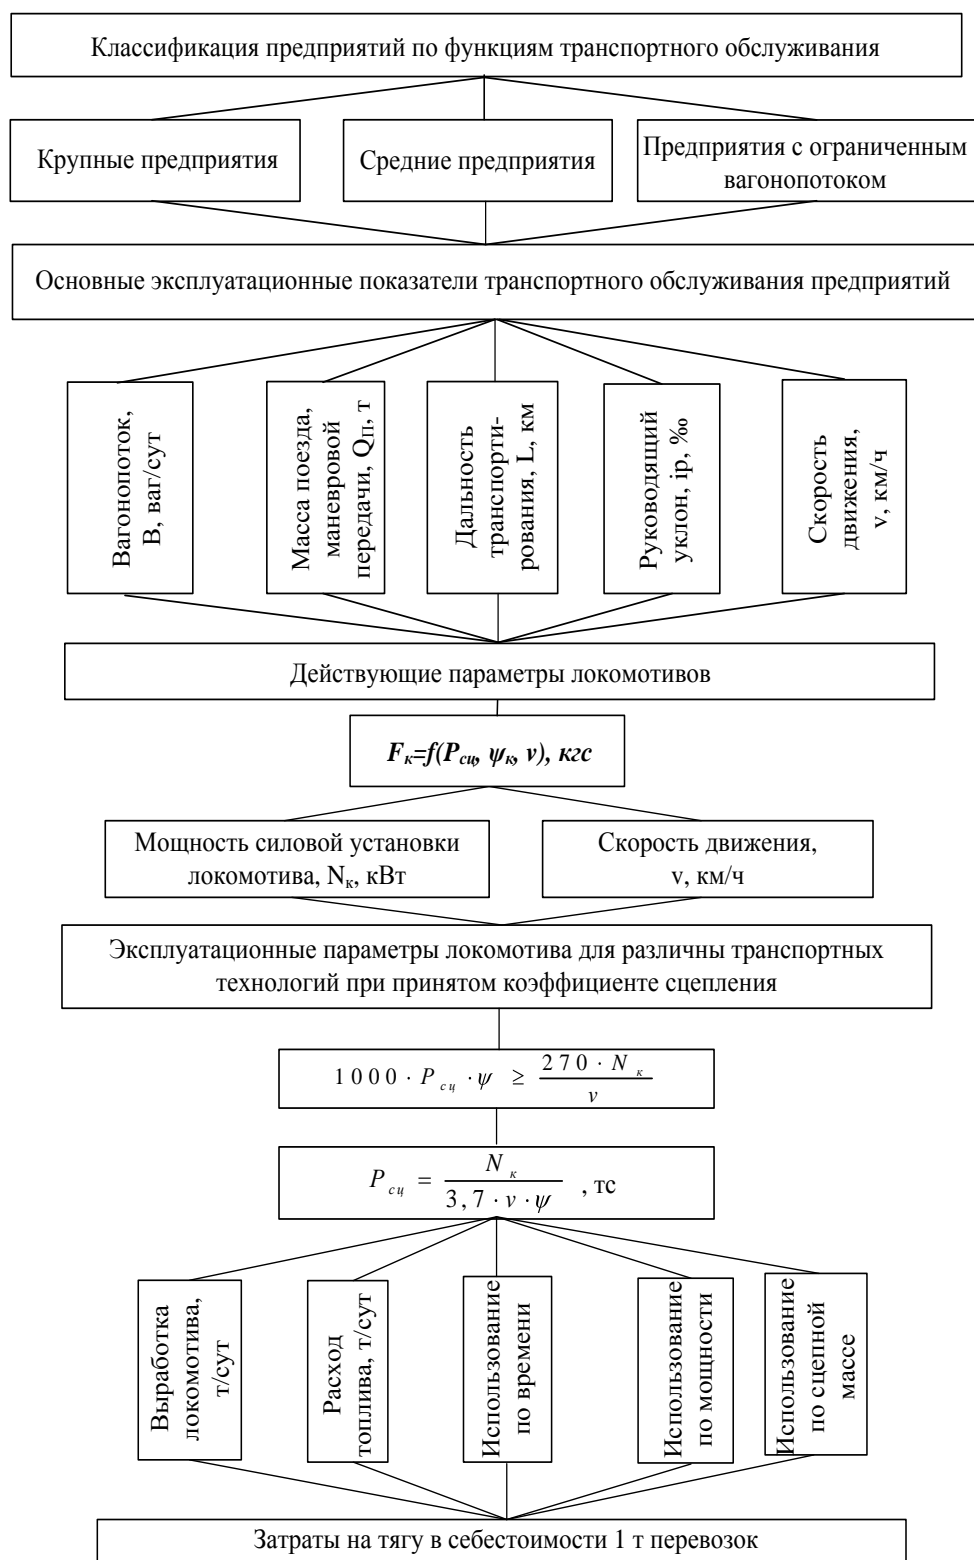 Классификация предприятий по функциям транспортного обслуживания
Крупные предприятия
Средние предприятия
Предприятия с ограниченным
вагонопотоком
Основные эксплуатационные показатели транспортного обслуживания предприятий
Вагонопоток,
В, ваг/сут
Масса поезда,
маневровой
передачи, Qп, т
Дальность
транспорти-
рования, L, км
Руководящий
уклон, iр, ‰
Скорость
движения,
v, км/ч
Действующие параметры локомотивов
Fк=f(Pсц, ψк, v), кгс
Мощность силовой установки
локомотива, Nк, кВт
Скорость движения,
v, км/ч
Эксплуатационные параметры локомотива для различны транспортных
технологий при принятом коэффициенте сцепления
1000 · Pсц · ψ ≥ 270 · Nк / v
Pсц = Nк / 3,7 · v · ψ , тс
Выработка
локомотива,
т/сут
Расход
топлива, т/сут
Использование
по времени
Использование
по мощности
Использование
по сцепной
массе
Затраты на тягу в себестоимости 1 т перевозок